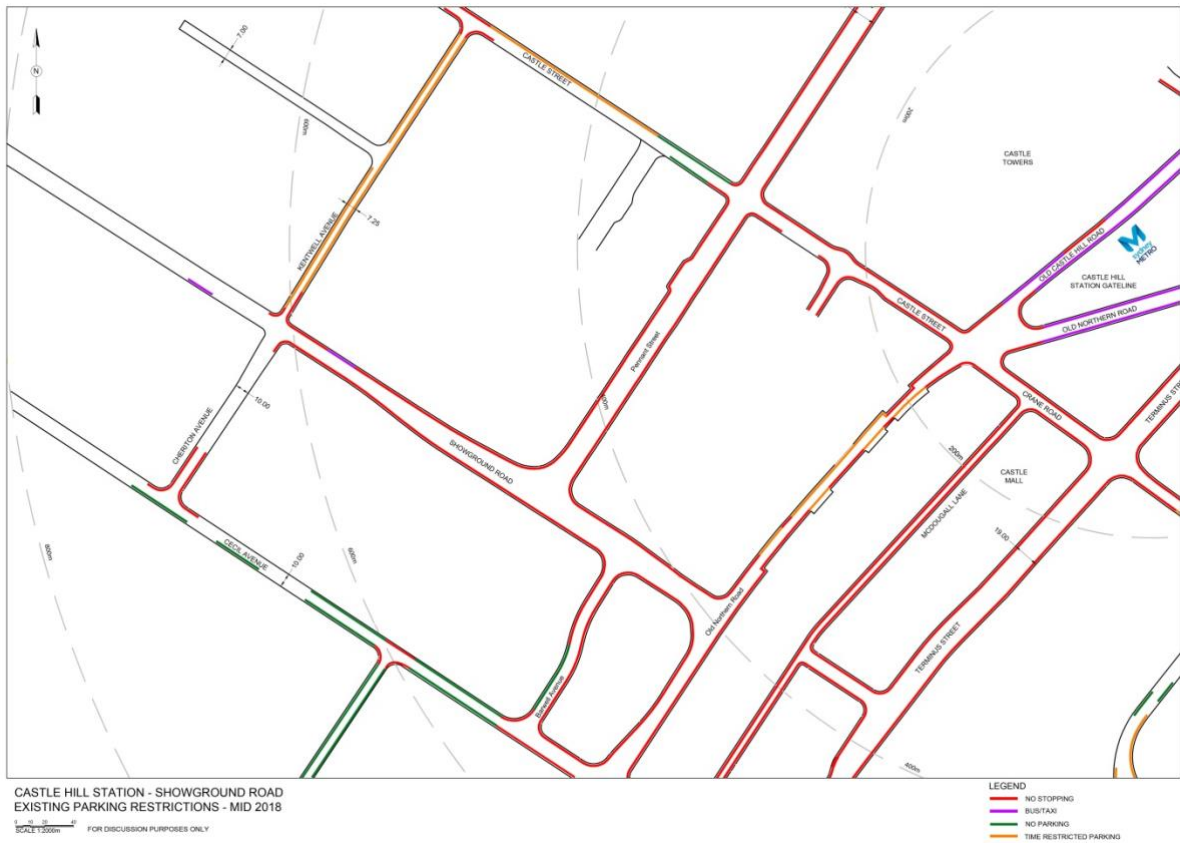 7.00
N
CASTLE STREET
600m
200m
CASTLE
TOWERS
KENTWELL AVENUE
7.25
OLD CASTLE HILL ROAD
sydney
METRO
CASTLE HILL
STATION GATELINE
CASTLE STREET
OLD NORTHERN ROAD
Pennant Street
10.00
CRANE ROAD
CHERITON AVENUE
SHOWGROUND ROAD
200m
CASTLE
MALL
MCDOUGALL LANE
19.00
800m
CECIL AVENUE
10.00
600m
Old Northern Road
TERMINUS STREET
Barwell Avenue
400m
CASTLE HILL STATION - SHOWGROUND ROAD
EXISTING PARKING RESTRICTIONS - MID 2018
SCALE 1:2000m
FOR DISCUSSION PURPOSES ONLY
LEGEND
NO STOPPING
BUS/TAXI
NO PARKING
TIME RESTRICTED PARKING